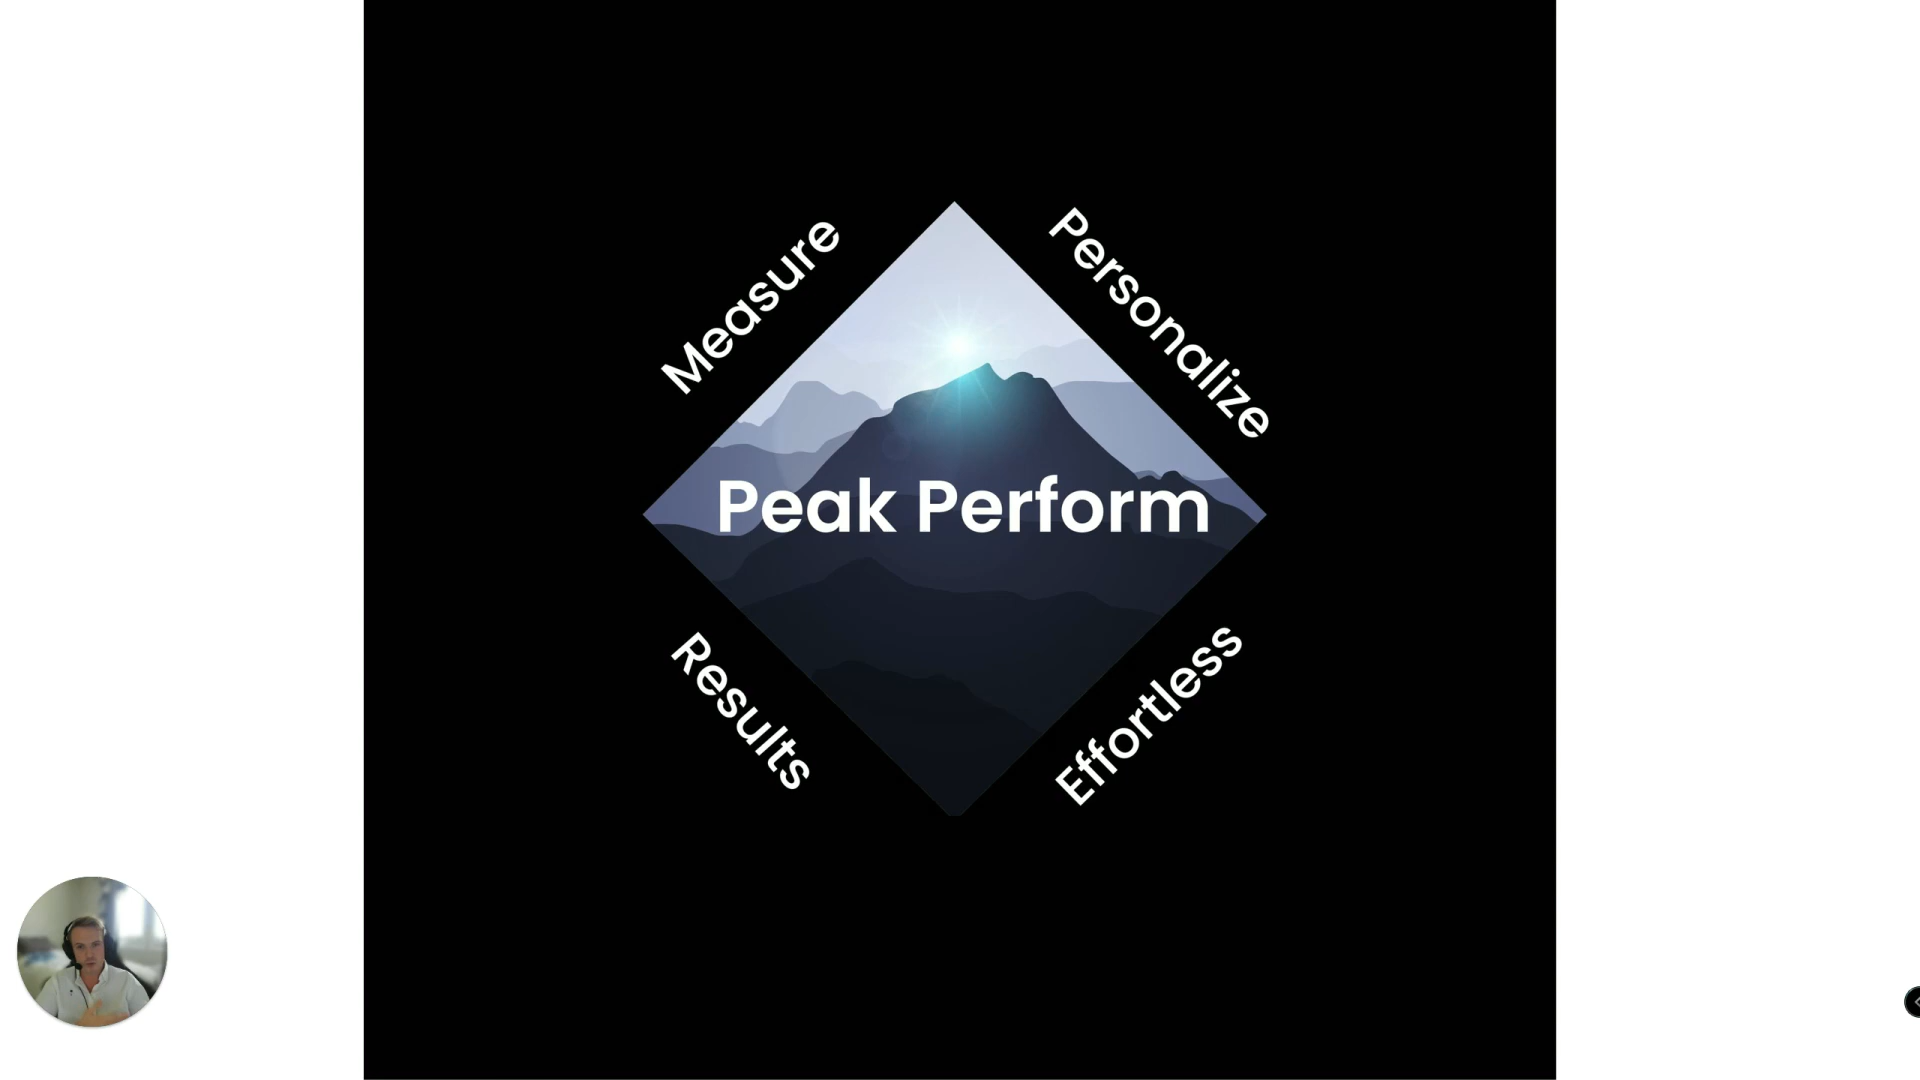 Measure
Personalize
Peak Perform
Results
Effortless